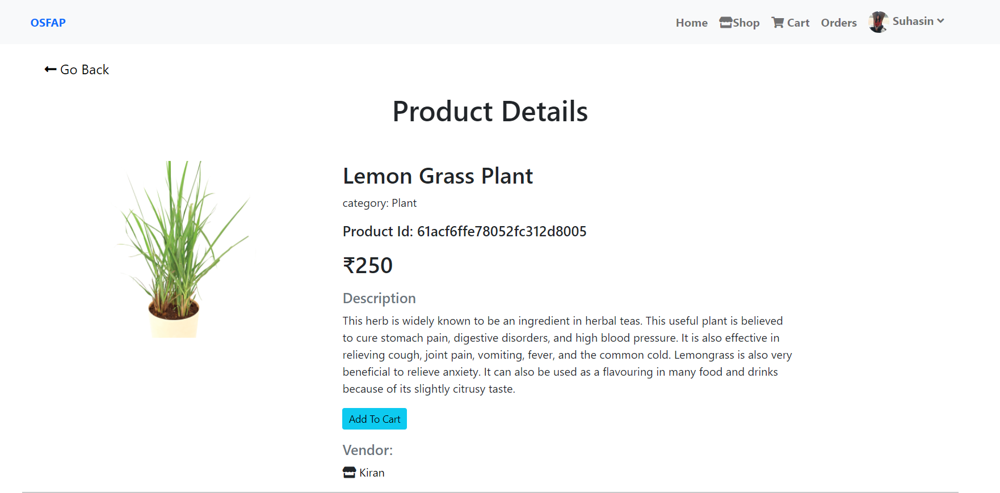 OSFAP
Home Shop Cart Orders Suhasin
Go Back
Product Details
Lemon Grass Plant
category: Plant
Product Id: 61acf6ffe78052fc312d8005
₹250
Description
This herb is widely known to be an ingredient in herbal teas. This useful plant is believed
to cure stomach pain, digestive disorders, and high blood pressure. It is also effective in
relieving cough, joint pain, vomiting, fever, and the common cold. Lemongrass is also very
beneficial to relieve anxiety. It can also be used as a flavouring in many food and drinks
because of its slightly citrusy taste.
Add To Cart
Vendor:
Kiran